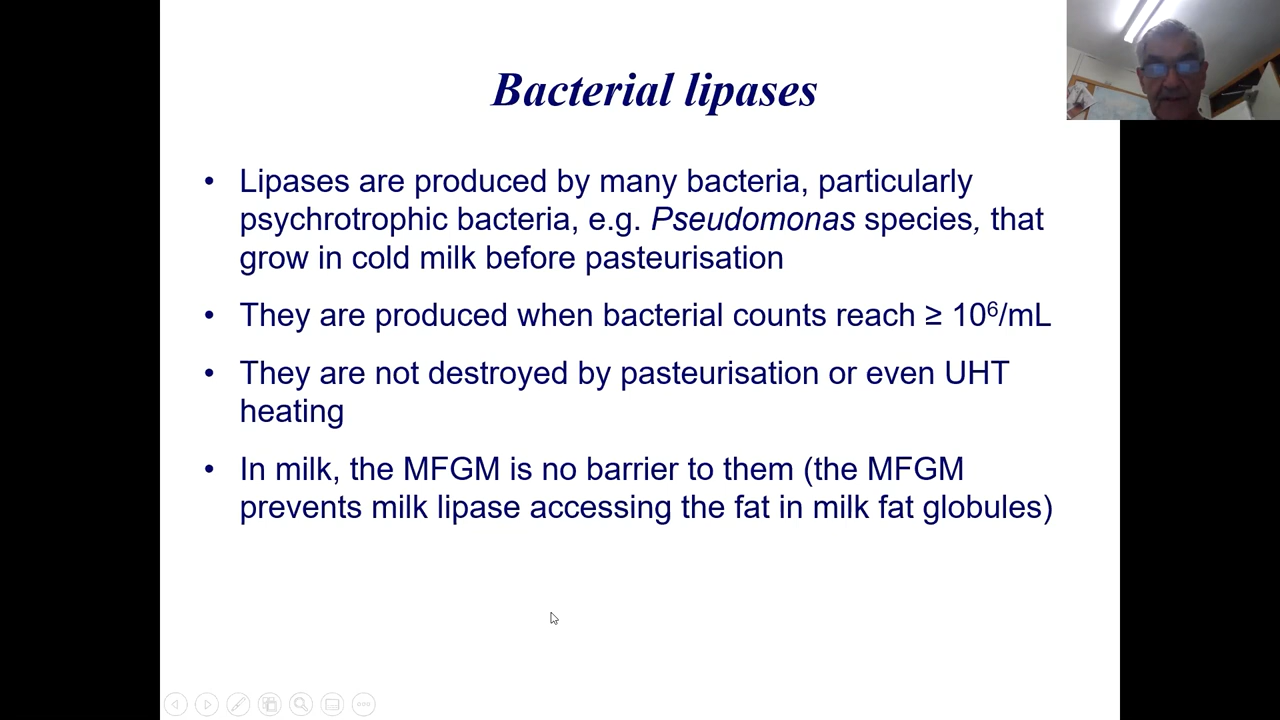 Bacterial lipases
• Lipases are produced by many bacteria, particularly
psychrotrophic bacteria, e.g. Pseudomonas species, that
grow in cold milk before pasteurisation
• They are produced when bacterial counts reach ≥ 10⁶/mL
• They are not destroyed by pasteurisation or even UHT
heating
• In milk, the MFGM is no barrier to them (the MFGM
prevents milk lipase accessing the fat in milk fat globules)